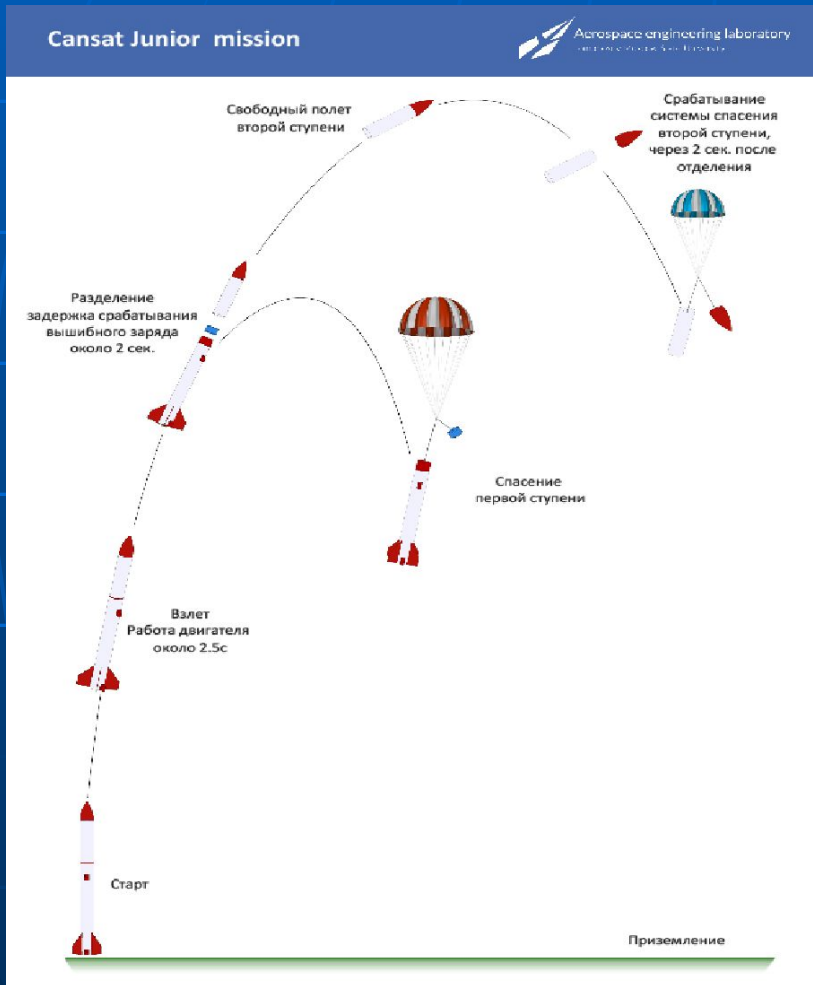 Cansat Junior mission
Aerospace engineering laboratory
Свободный полет
второй ступени
Срабатывание
системы спасения
второй ступени,
через 2 сек. после
отделения
Разделение
задержка срабатывания
вышибного заряда
около 2 сек.
Спасение
первой ступени
Взлет
Работа двигателя
около 2.5с
Старт
Приземление